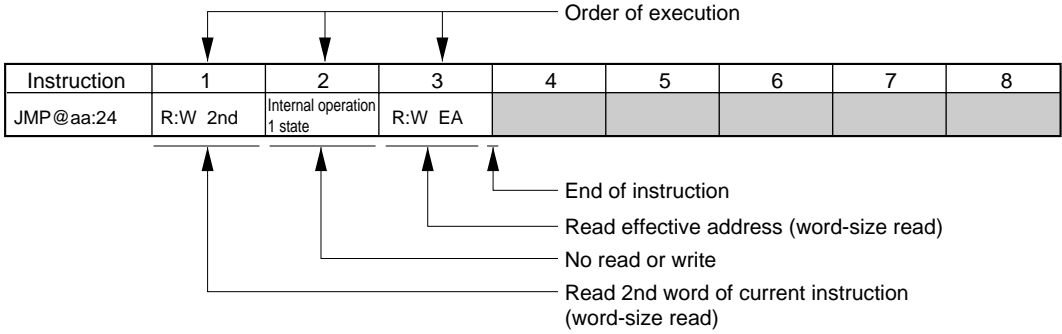 Order of execution
Instruction 1 2 3 4 5 6 7 8
JMP@aa:24 R:W 2nd Internal operation R:W EA
1 state
End of instruction
Read effective address (word-size read)
No read or write
Read 2nd word of current instruction
(word-size read)